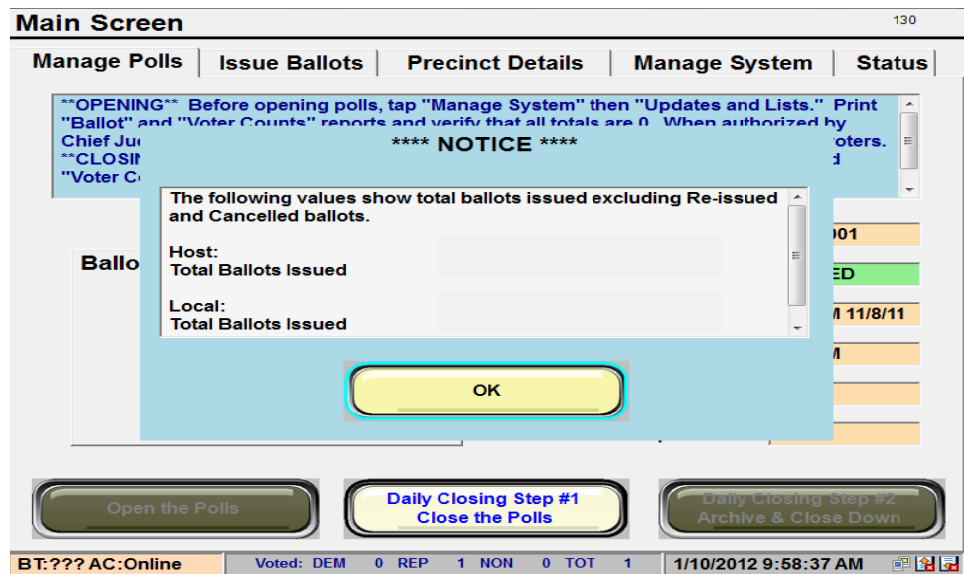 Main Screen
130
Manage Polls
Issue Ballots
Precinct Details
Manage System
Status
**OPENING** Before opening polls, tap "Manage System" then "Updates and Lists." Print
"Ballot" and "Voter Counts" reports and verify that all totals are 0. When authorized by
Chief
oters.
"Voter
**** NOTICE ****
The following values show total ballots issued excluding Re-issued
and Cancelled ballots.
Host:
Total Ballots Issued
Local:
Total Ballots Issued
OK
Ballo
001
ED
M 11/8/11
M
Open the Polls
Daily Closing Step #1
Close the Polls
Daily Closing Step #2
Archive & Close Down
BT:??? AC:Online
Voted: DEM 0 REP 1 NON 0 TOT 1
1/10/2012 9:58:37 AM